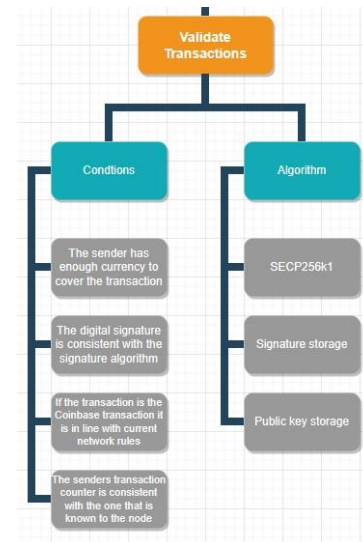 Validate
Transactions
Condtions
Algorithm
The sender has
enough currency to
cover the transaction
SECP256k1
The digital signature
is consistent with the
signature algorithm
Signature storage
If the transaction is the
Coinbase transaction it
is in line with current
network rules
Public key storage
The senders transaction
counter is consistent
with the one that is
known to the node